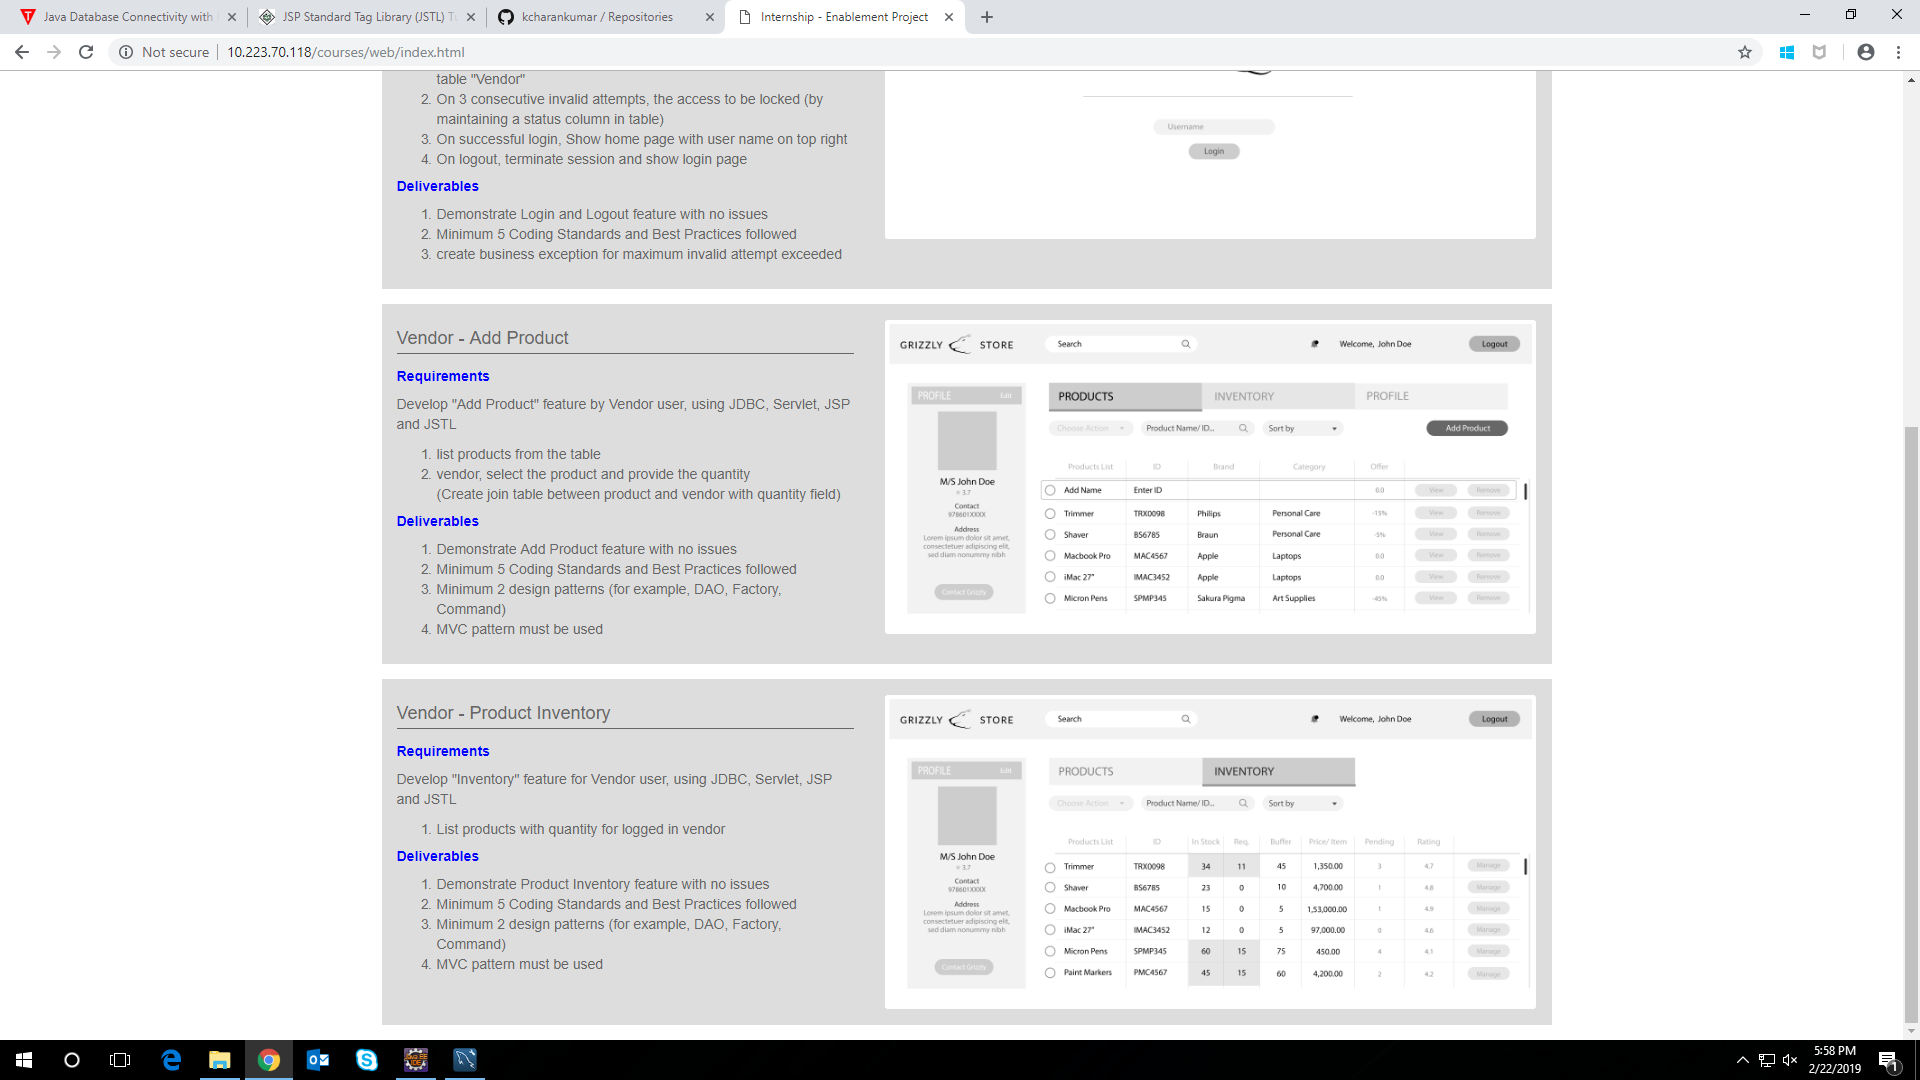 Java Database Connectivity with
JSP Standard Tag Library (JSTL) T
kcharankumar / Repositories
Internship - Enablement Project
Not secure
10.223.70.118/courses/web/index.html
table "Vendor"
2. On 3 consecutive invalid attempts, the access to be locked (by
maintaining a status column in table)
3. On successful login, Show home page with user name on top right
4. On logout, terminate session and show login page
Deliverables
1. Demonstrate Login and Logout feature with no issues
2. Minimum 5 Coding Standards and Best Practices followed
3. create business exception for maximum invalid attempt exceeded
Username
Login
Vendor - Add Product
Requirements
Develop "Add Product" feature by Vendor user, using JDBC, Servlet, JSP
and JSTL
1. list products from the table
2. vendor, select the product and provide the quantity
(Create join table between product and vendor with quantity field)
Deliverables
1. Demonstrate Add Product feature with no issues
2. Minimum 5 Coding Standards and Best Practices followed
3. Minimum 2 design patterns (for example, DAO, Factory,
Command)
4. MVC pattern must be used
GRIZZLY STORE Search Welcome, John Doe Logout
PROFILE Edit
M/S John Doe
3.7
Contact
978601XXXX
Address
Lorem ipsum dolor sit amet,
consectetuer adipiscing elit,
sed diam nonummy nibh
Contact Grizzly
PRODUCTS INVENTORY PROFILE
Choose Action Product Name/ ID... Sort by Add Product
Products List ID Brand Category Offer
Add Name Enter ID 0.0 View Remove
Trimmer TRX0098 Philips Personal Care -15% View Remove
Shaver BS6785 Braun Personal Care -5% View Remove
Macbook Pro MAC4567 Apple Laptops 0.0 View Remove
iMac 27" IMAC3452 Apple Laptops 0.0 View Remove
Micron Pens SPMP345 Sakura Pigma Art Supplies -45% View Remove
Vendor - Product Inventory
Requirements
Develop "Inventory" feature for Vendor user, using JDBC, Servlet, JSP
and JSTL
1. List products with quantity for logged in vendor
Deliverables
1. Demonstrate Product Inventory feature with no issues
2. Minimum 5 Coding Standards and Best Practices followed
3. Minimum 2 design patterns (for example, DAO, Factory,
Command)
4. MVC pattern must be used
GRIZZLY STORE Search Welcome, John Doe Logout
PROFILE Edit
M/S John Doe
3.7
Contact
978601XXXX
Address
Lorem ipsum dolor sit amet,
consectetuer adipiscing elit,
sed diam nonummy nibh
Contact Grizzly
PRODUCTS INVENTORY
Choose Action Product Name/ ID... Sort by
Products List ID In Stock Req. Buffer Price/ Item Pending Rating
Trimmer TRX0098 34 11 45 1,350.00 3 4.7 Manage
Shaver BS6785 23 0 10 4,700.00 1 4.8 Manage
Macbook Pro MAC4567 15 0 5 1,53,000.00 1 4.9 Manage
iMac 27" IMAC3452 12 0 5 97,000.00 0 4.6 Manage
Micron Pens SPMP345 60 15 75 450.00 4 4.1 Manage
Paint Markers PMC4567 45 15 60 4,200.00 2 4.2 Manage
5:58 PM
2/22/2019
1